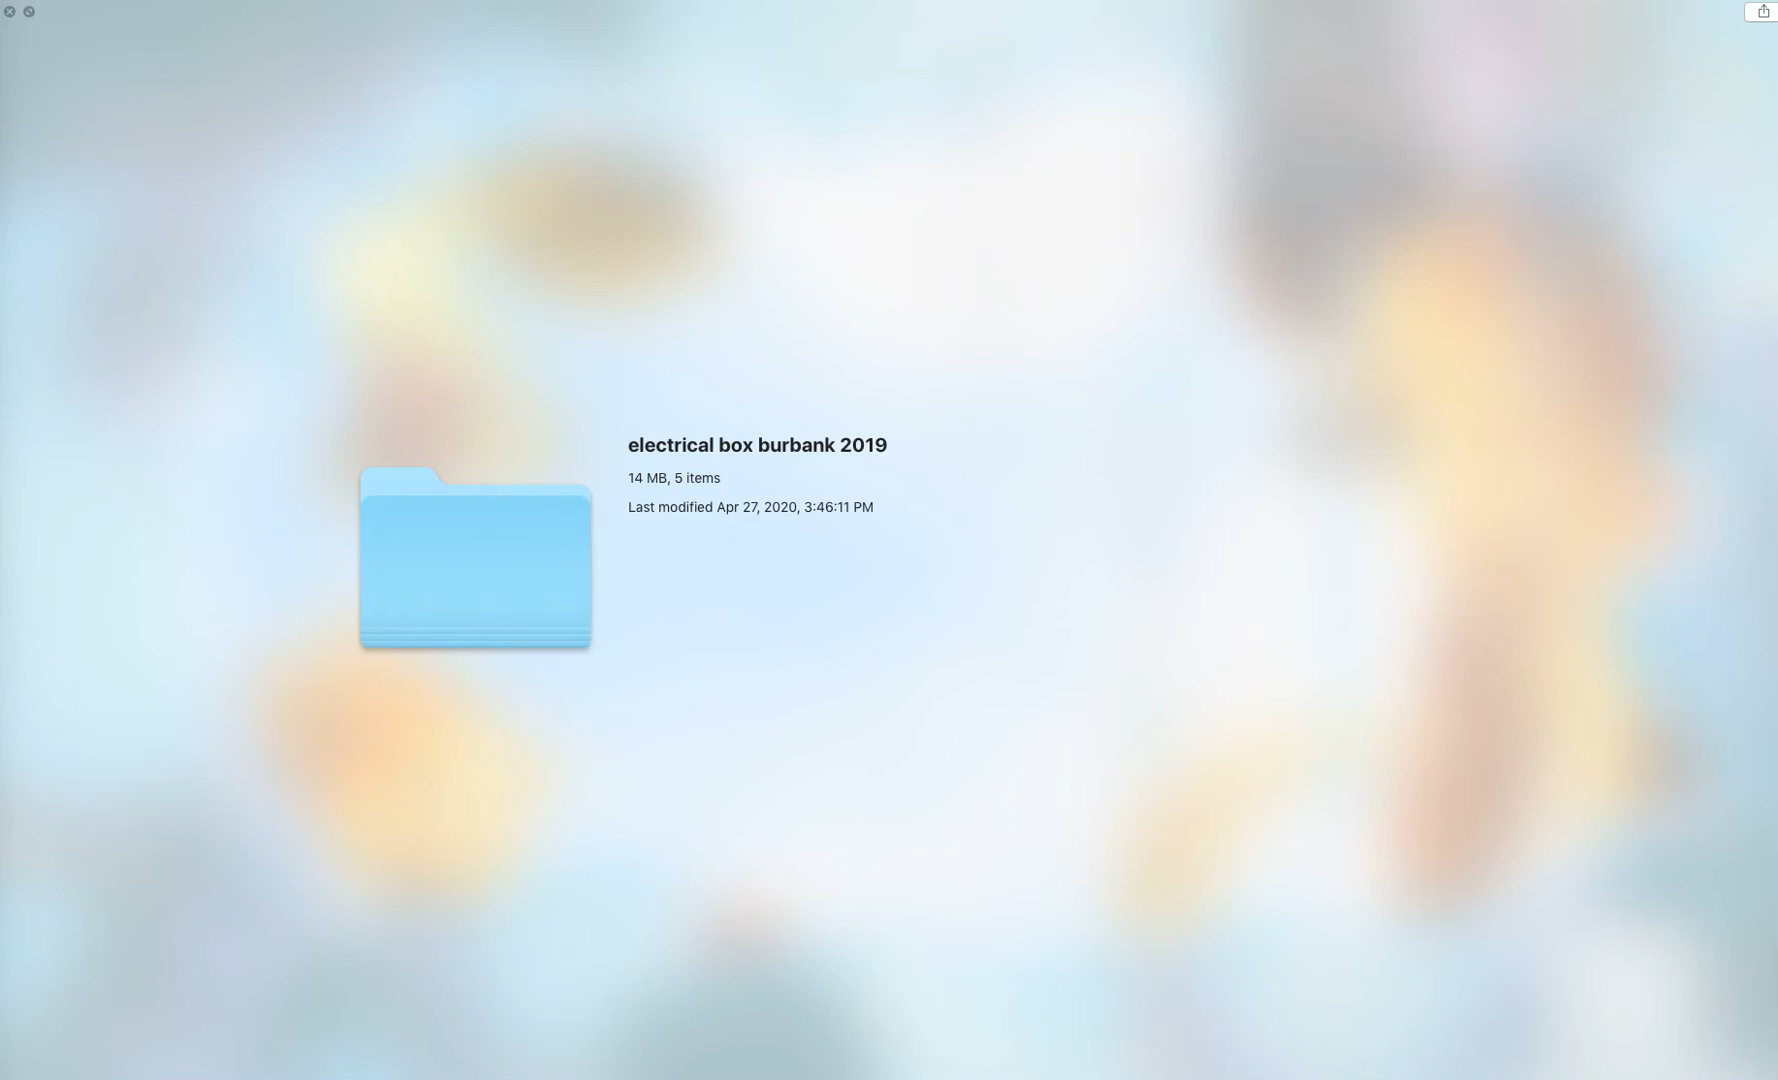 electrical box burbank 2019
14 MB, 5 items
Last modified Apr 27, 2020, 3:46:11 PM